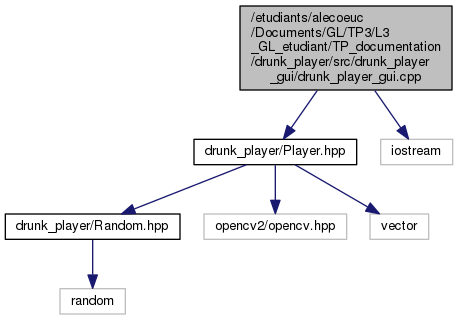 /etudiants/alecoeuc
/Documents/GL/TP3/L3
_GL_etudiant/TP_documentation
/drunk_player/src/drunk_player
_gui/drunk_player_gui.cpp
drunk_player/Player.hpp
iostream
drunk_player/Random.hpp
opencv2/opencv.hpp
vector
random